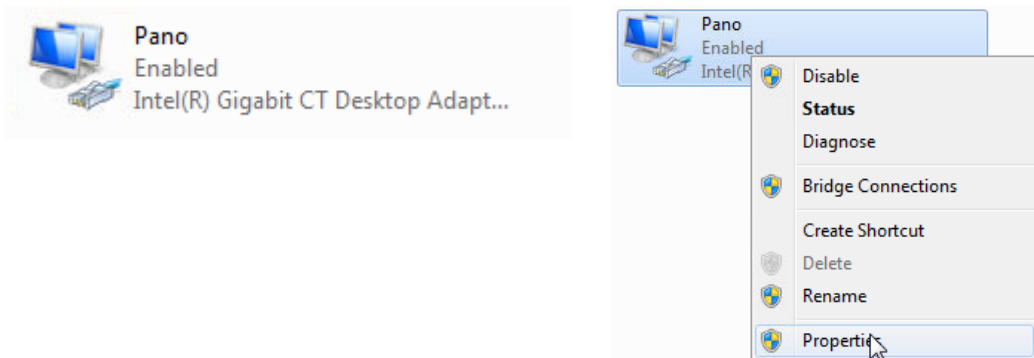 Pano
Enabled
Intel(R) Gigabit CT Desktop Adapt...
Pano
Enabled
Intel(R
Disable
Status
Diagnose
Bridge Connections
Create Shortcut
Delete
Rename
Properties